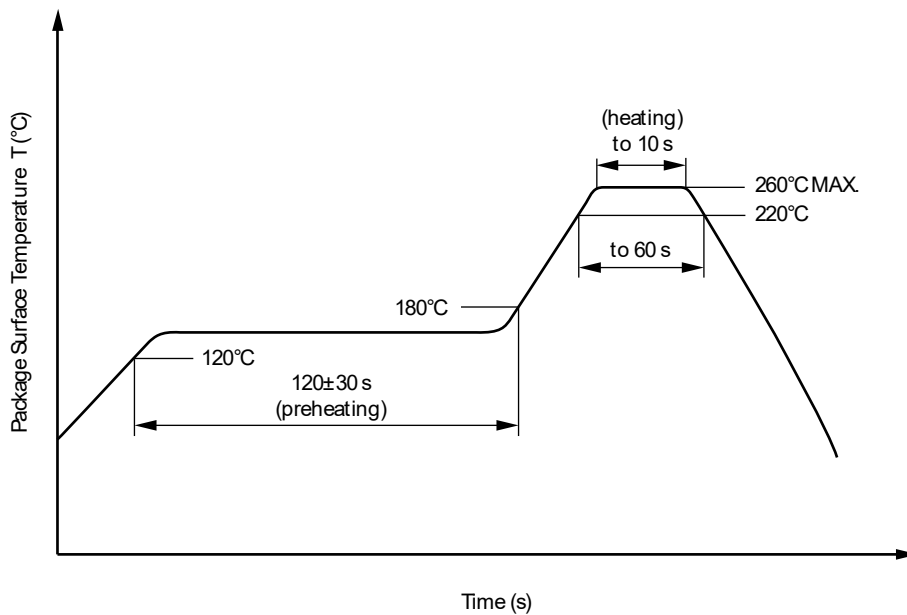 Package Surface Temperature T (°C)
(heating)
to 10 s
260°C MAX.
220°C
to 60 s
180°C
120°C
120±30 s
(preheating)
Time (s)